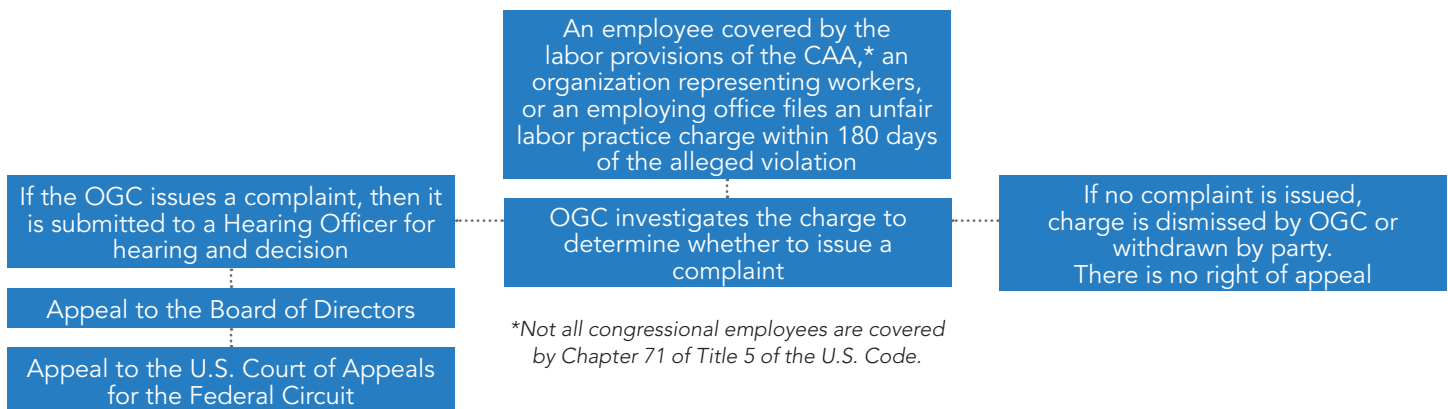 An employee covered by the
labor provisions of the CAA,* an
organization representing workers,
or an employing office files an unfair
labor practice charge within 180 days
of the alleged violation
OGC investigates the charge to
determine whether to issue a
complaint
If the OGC issues a complaint, then it
is submitted to a Hearing Officer for
hearing and decision
Appeal to the Board of Directors
Appeal to the U.S. Court of Appeals
for the Federal Circuit
If no complaint is issued,
charge is dismissed by OGC or
withdrawn by party.
There is no right of appeal
*Not all congressional employees are covered
by Chapter 71 of Title 5 of the U.S. Code.